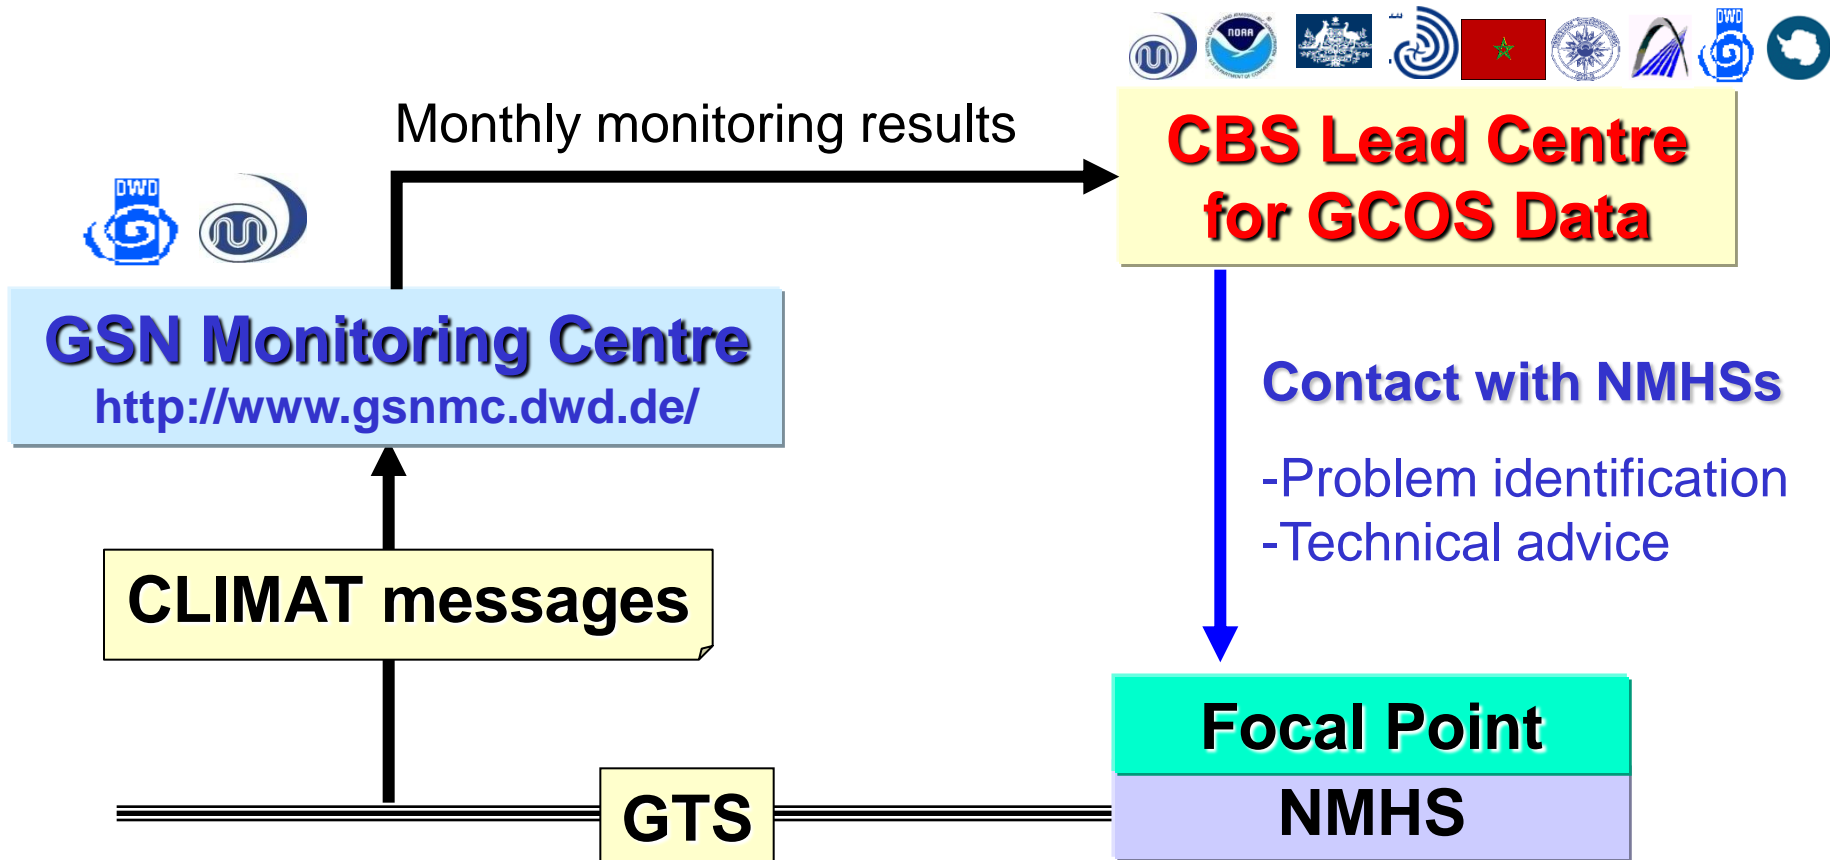 NOAA
DWD
Monthly monitoring results
CBS Lead Centre
for GCOS Data
DWD
GSN Monitoring Centre
http://www.gsnmc.dwd.de/
Contact with NMHSs
-Problem identification
-Technical advice
CLIMAT messages
Focal Point
GTS
NMHS